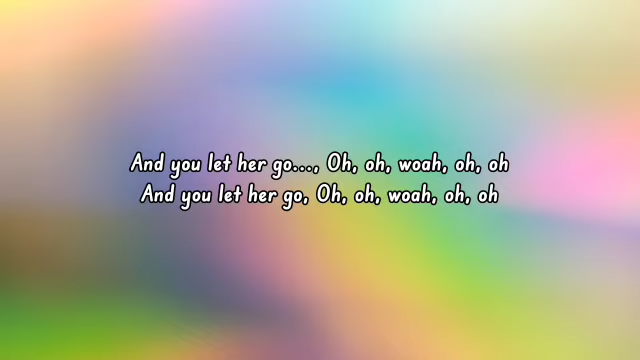 And you let her go..., Oh, oh, woah, oh, oh
And you let her go, Oh, oh, woah, oh, oh